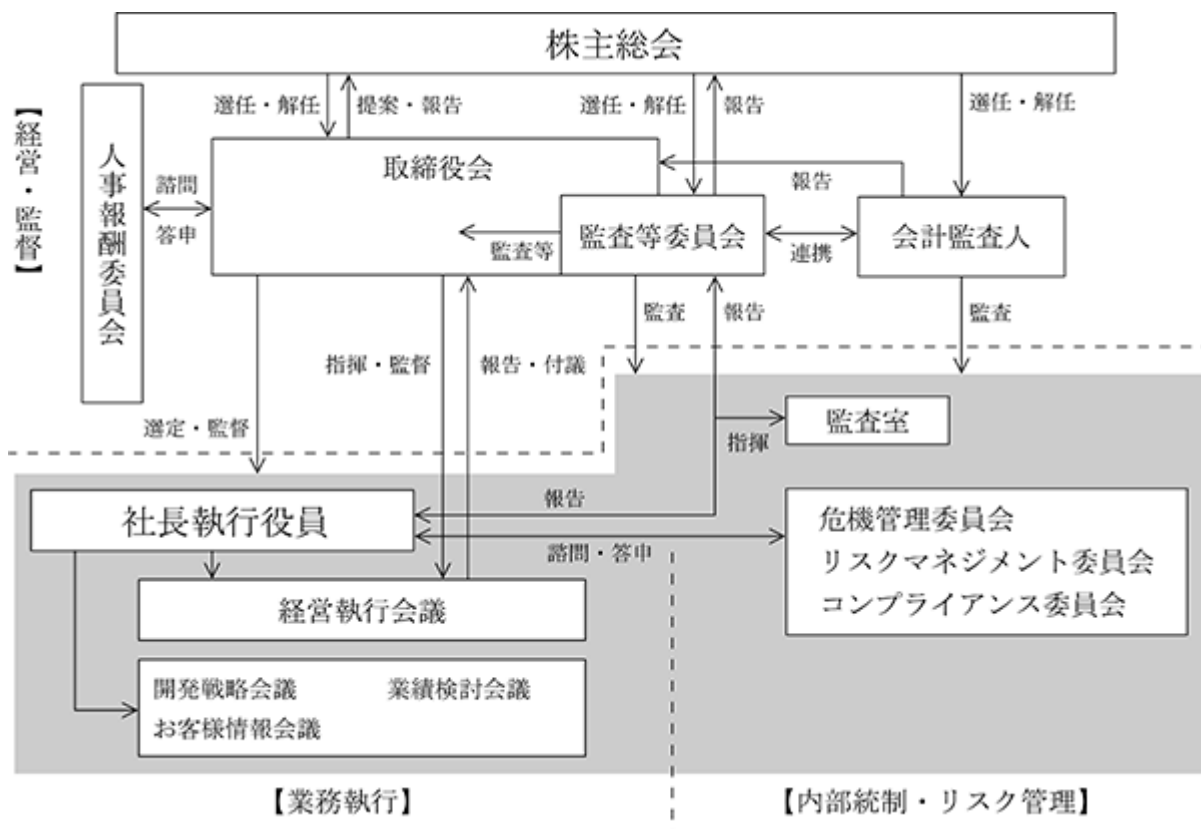 株主総会
選任・解任
提案・報告
選任・解任
報告
選任・解任
【経営・監督】
人事報酬委員会
諮問
答申
取締役会
報告
監査等委員会
監査等
連携
会計監査人
監査
報告
監査
指揮・監督
報告・付議
選定・監督
監査室
指揮
社長執行役員
報告
諮問・答申
危機管理委員会
リスクマネジメント委員会
コンプライアンス委員会
経営執行会議
開発戦略会議 業績検討会議
お客様情報会議
【業務執行】
【内部統制・リスク管理】